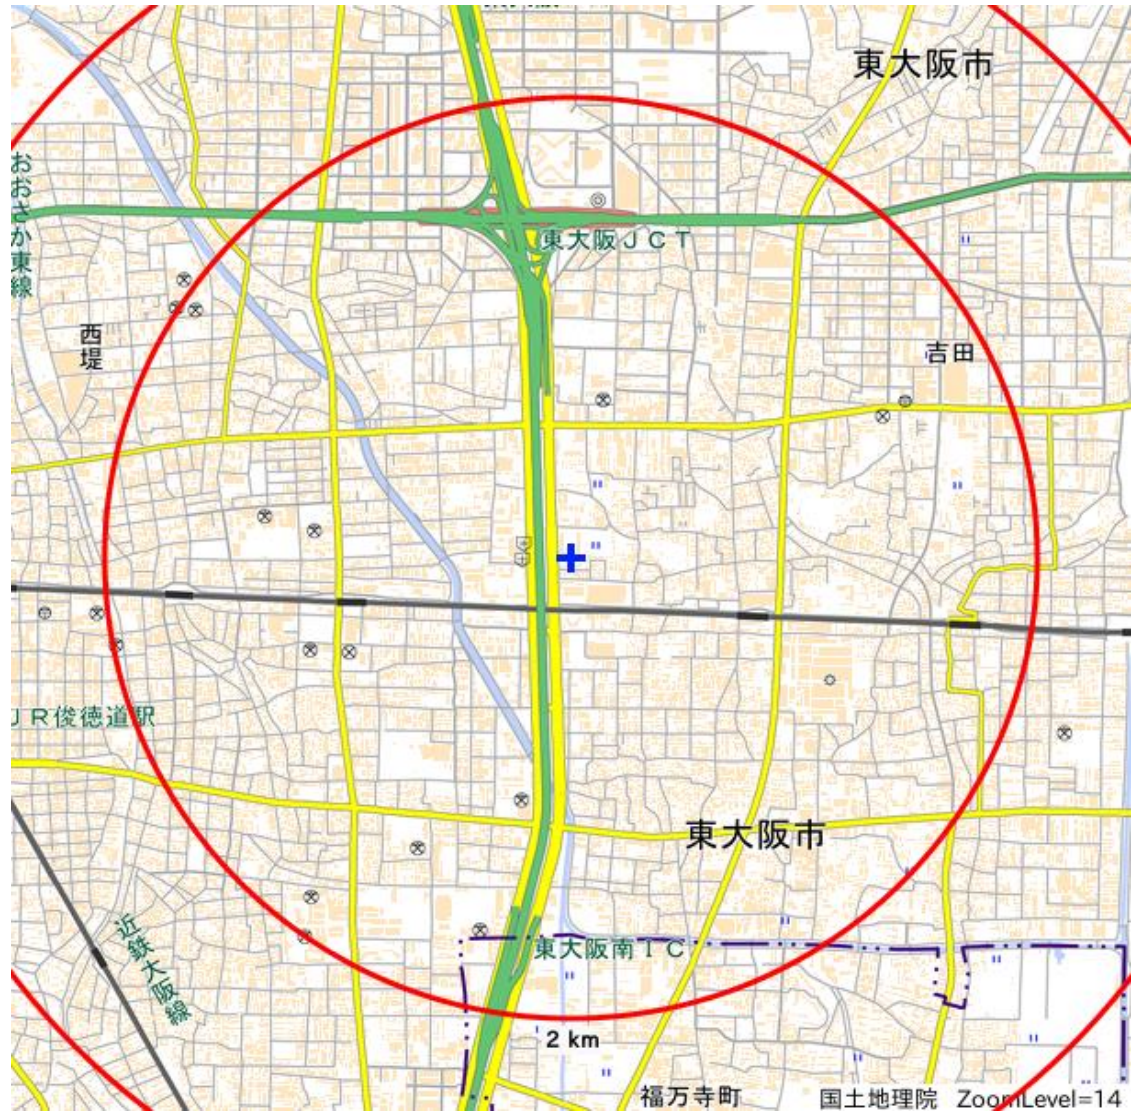 東大阪市
おおさか東線
東大阪JCT
西堤
吉田
JR俊徳道駅
東大阪市
近鉄大阪線
東大阪南IC
2 km
福万寺町
国土地理院 ZoomLevel=14